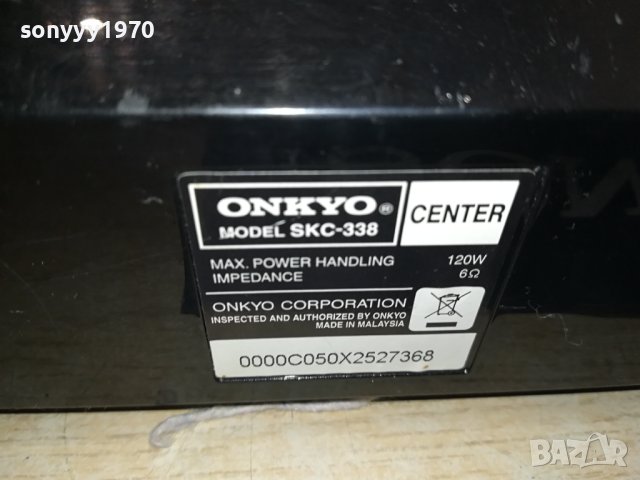 sonyyy1970
ONKYO®
MODEL SKC-338
CENTER
MAX. POWER HANDLING 120W
IMPEDANCE 6Ω
ONKYO CORPORATION
INSPECTED AND AUTHORIZED BY ONKYO
MADE IN MALAYSIA
0000C050X2527368
BAZAR
bg